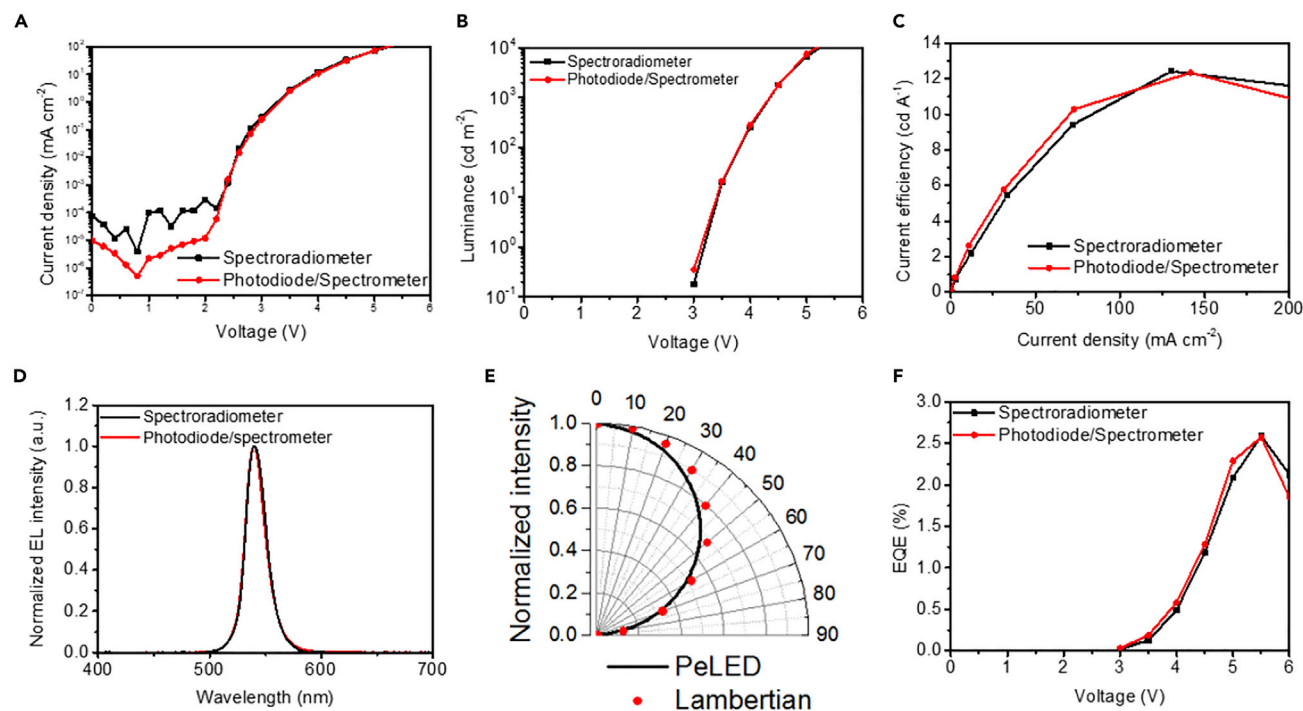 A
Current density (mA cm-2)
10²
10¹
10⁰
10⁻¹
10⁻²
10⁻³
10⁻⁴
10⁻⁵
10⁻⁶
10⁻⁷
Spectroradiometer
Photodiode/Spectrometer
0 1 2 3 4 5 6
Voltage (V)
B
Luminance (cd m-2)
10⁴
10³
10²
10¹
10⁰
10⁻¹
Spectroradiometer
Photodiode/Spectrometer
0 1 2 3 4 5 6
Voltage (V)
C
Current efficiency (cd A-1)
14
12
10
8
6
4
2
0
Spectroradiometer
Photodiode/Spectrometer
0 50 100 150 200
Current density (mA cm-2)
D
Normalized EL intensity (a.u.)
1.2
1.0
0.8
0.6
0.4
0.2
0.0
Spectroradiometer
Photodiode/spectrometer
400 500 600 700
Wavelength (nm)
E
Normalized intensity
1.0
0.8
0.6
0.4
0.2
0.0
0
10
20
30
40
50
60
70
80
90
PeLED
Lambertian
F
EQE (%)
3.0
2.5
2.0
1.5
1.0
0.5
0.0
Spectroradiometer
Photodiode/Spectrometer
0 1 2 3 4 5 6
Voltage (V)